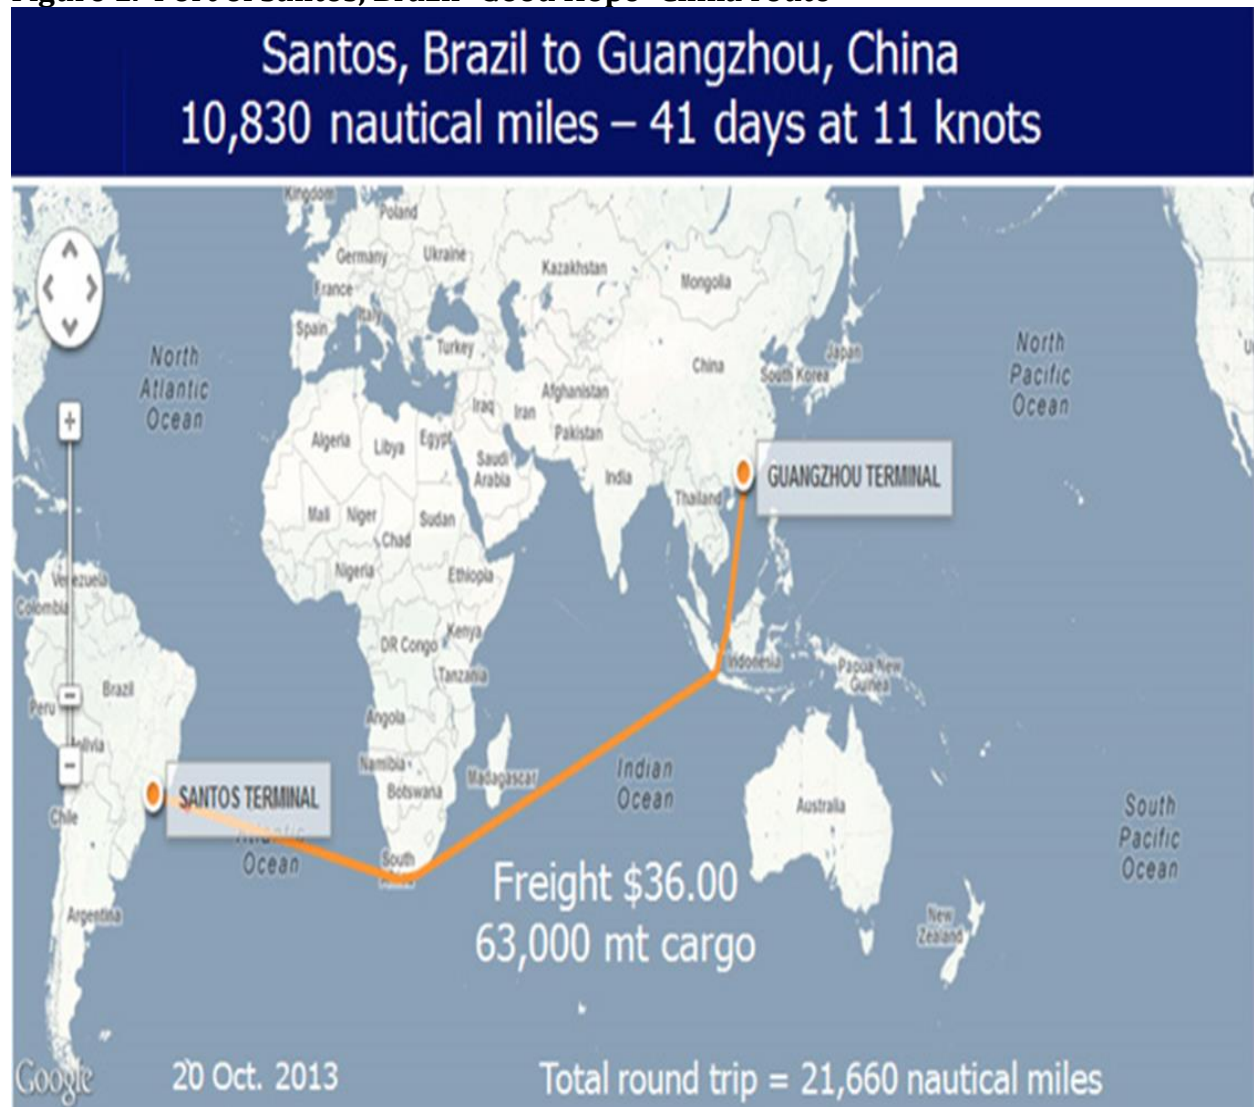 Santos, Brazil to Guangzhou, China
10,830 nautical miles – 41 days at 11 knots
Kingdom
Poland
Germany
Ukraine
France
Kazakhstan
Mongolia
Italy
Spain
Turkey
North
Atlantic
Ocean
China
Japan
South Korea
North
Pacific
Ocean
Afghanistan
Iraq
Iran
Pakistan
Algeria
Libya
Egypt
Saudi
Arabia
India
GUANGZHOU TERMINAL
Thailand
Mali
Niger
Chad
Sudan
Nigeria
Ethiopia
Venezuela
Colombia
DR Congo
Kenya
Tanzania
Indonesia
Papua New
Guinea
Brazil
Peru
Angola
Namibia
Botswana
Madagascar
Indian
Ocean
SANTOS TERMINAL
Chile
Australia
South
Pacific
Ocean
Ocean
South
Freight $36.00
63,000 mt cargo
Argentina
New
Zealand
Google
20 Oct. 2013
Total round trip = 21,660 nautical miles